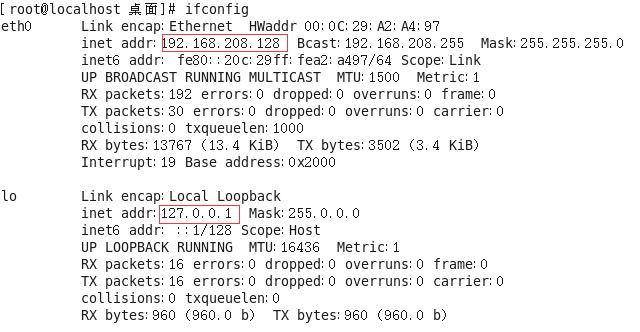 [root@localhost 桌面]# ifconfig
eth0 Link encap:Ethernet HWaddr 00:0C:29:A2:A4:97
inet addr:192.168.208.128 Bcast:192.168.208.255 Mask:255.255.255.0
inet6 addr: fe80::20c:29ff:fea2:a497/64 Scope:Link
UP BROADCAST RUNNING MULTICAST MTU:1500 Metric:1
RX packets:192 errors:0 dropped:0 overruns:0 frame:0
TX packets:30 errors:0 dropped:0 overruns:0 carrier:0
collisions:0 txqueuelen:1000
RX bytes:13767 (13.4 KiB) TX bytes:3502 (3.4 KiB)
Interrupt:19 Base address:0x2000
lo Link encap:Local Loopback
inet addr:127.0.0.1 Mask:255.0.0.0
inet6 addr: ::1/128 Scope:Host
UP LOOPBACK RUNNING MTU:16436 Metric:1
RX packets:16 errors:0 dropped:0 overruns:0 frame:0
TX packets:16 errors:0 dropped:0 overruns:0 carrier:0
collisions:0 txqueuelen:0
RX bytes:960 (960.0 b) TX bytes:960 (960.0 b)